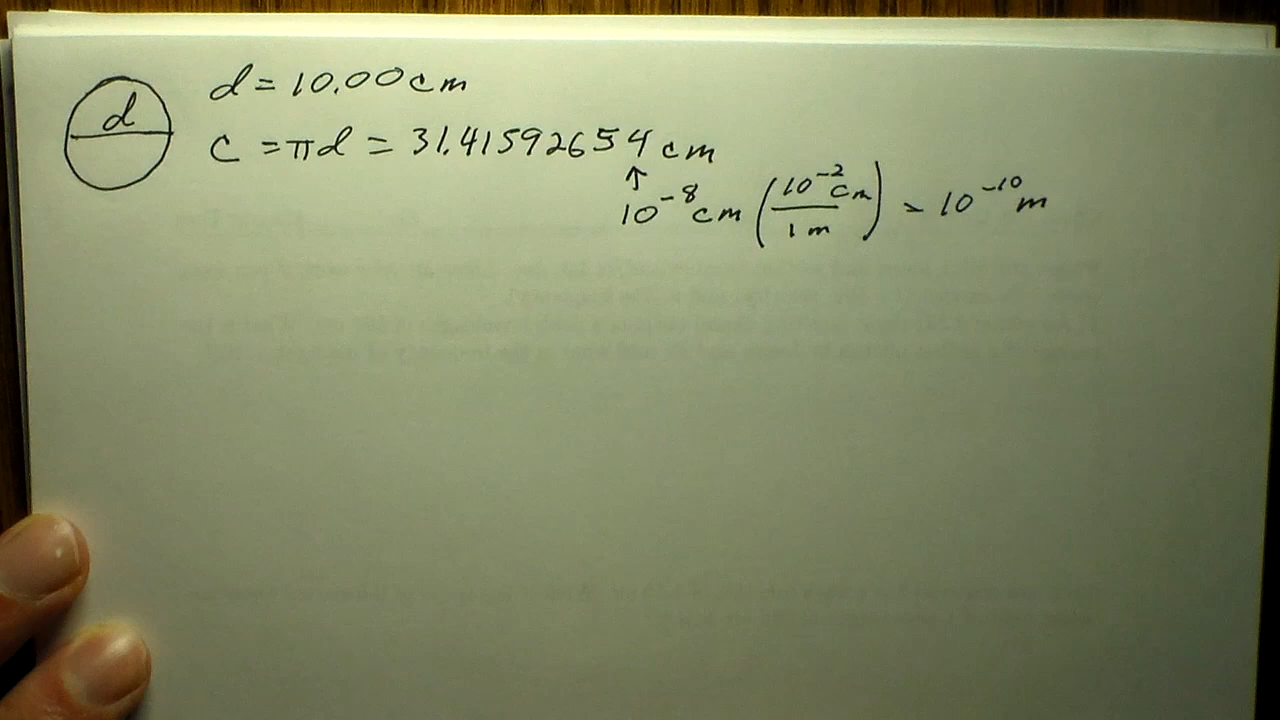 d
d = 10.00 cm
C = πd = 31.41592654 cm
↑
10⁻⁸ cm (10⁻² cm / 1 m) = 10⁻¹⁰ m